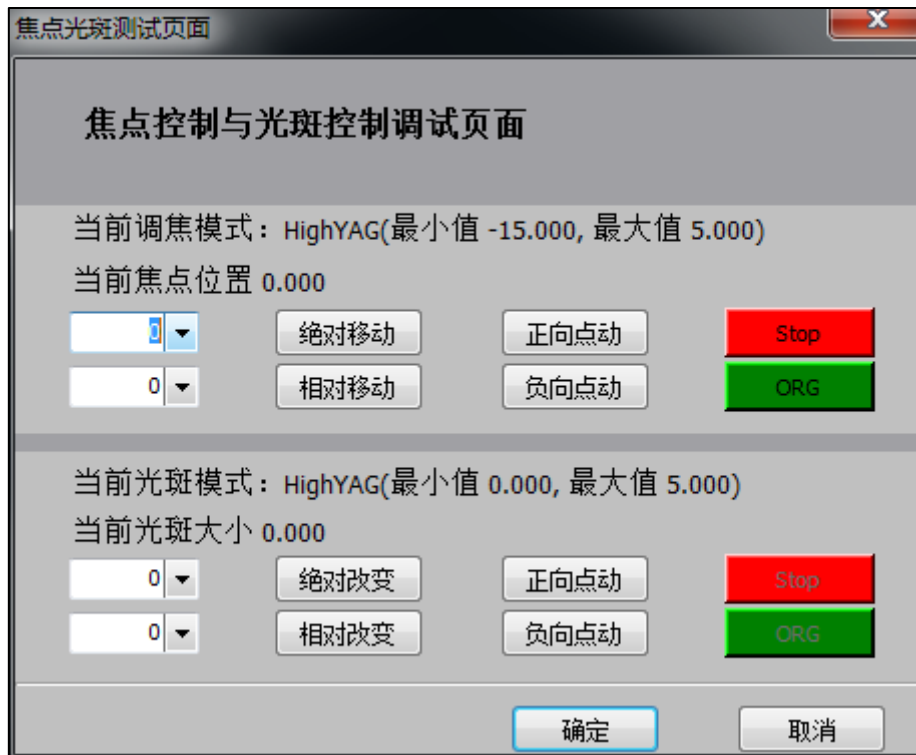 焦点光斑测试页面
焦点控制与光斑控制调试页面
当前调焦模式：HighYAG(最小值 -15.000, 最大值 5.000)
当前焦点位置 0.000
0 绝对移动 正向点动 Stop
0 相对移动 负向点动 ORG
当前光斑模式：HighYAG(最小值 0.000, 最大值 5.000)
当前光斑大小 0.000
0 绝对改变 正向点动 Stop
0 相对改变 负向点动 ORG
确定 取消